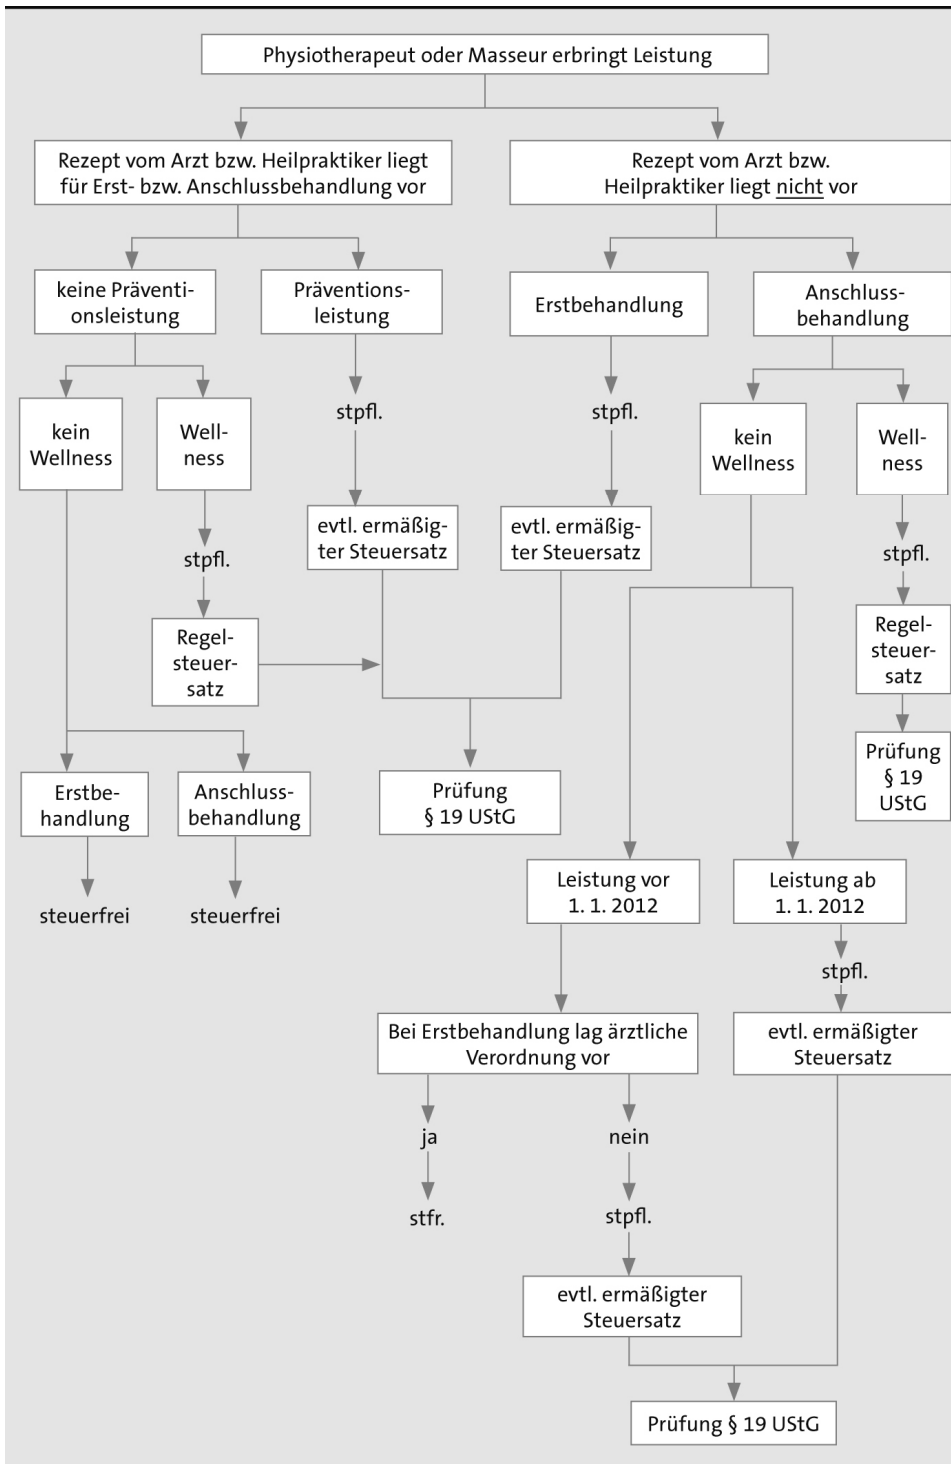 Physiotherapeut oder Masseur erbringt Leistung
Rezept vom Arzt bzw. Heilpraktiker liegt
für Erst- bzw. Anschlussbehandlung vor
Rezept vom Arzt bzw.
Heilpraktiker liegt nicht vor
keine Präventi-
onsleistung
Präventions-
leistung
Erstbehandlung
Anschluss-
behandlung
kein
Wellness
Well-
ness
stpfl.
stpfl.
kein
Wellness
Well-
ness
evtl. ermäßig-
ter Steuersatz
evtl. ermäßig-
ter Steuersatz
stpfl.
stpfl.
Regel-
steuer-
satz
Regel-
steuer-
satz
Prüfung
§ 19
UStG
Erstbe-
handlung
Anschluss-
behandlung
Prüfung
§ 19 UStG
steuerfrei
steuerfrei
Leistung vor
1. 1. 2012
Leistung ab
1. 1. 2012
stpfl.
Bei Erstbehandlung lag ärztliche
Verordnung vor
evtl. ermäßigter
Steuersatz
ja
nein
stfr.
stpfl.
evtl. ermäßigter
Steuersatz
Prüfung § 19 UStG